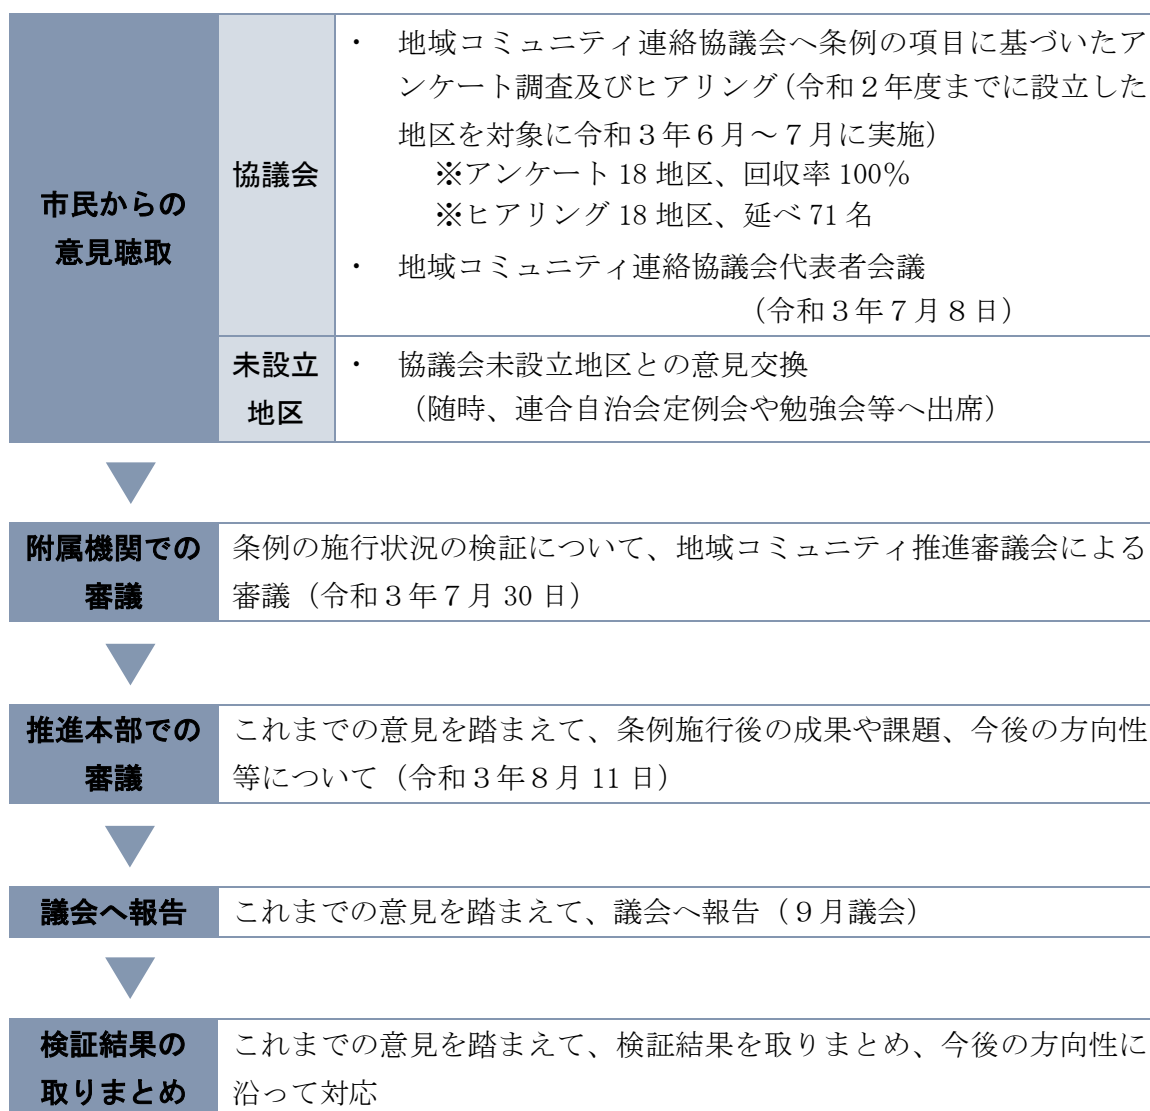 市民からの
意見聴取
協議会
・ 地域コミュニティ連絡協議会へ条例の項目に基づいたア
ンケート調査及びヒアリング(令和２年度までに設立した
地区を対象に令和３年６月～７月に実施)
※アンケート 18 地区、回収率 100％
※ヒアリング 18 地区、延べ 71 名
・ 地域コミュニティ連絡協議会代表者会議
（令和３年７月８日）
未設立
地区
・ 協議会未設立地区との意見交換
（随時、連合自治会定例会や勉強会等へ出席）
附属機関での
審議
条例の施行状況の検証について、地域コミュニティ推進審議会による
審議（令和３年７月 30 日）
推進本部での
審議
これまでの意見を踏まえて、条例施行後の成果や課題、今後の方向性
等について（令和３年８月 11 日）
議会へ報告
これまでの意見を踏まえて、議会へ報告（９月議会）
検証結果の
取りまとめ
これまでの意見を踏まえて、検証結果を取りまとめ、今後の方向性に
沿って対応